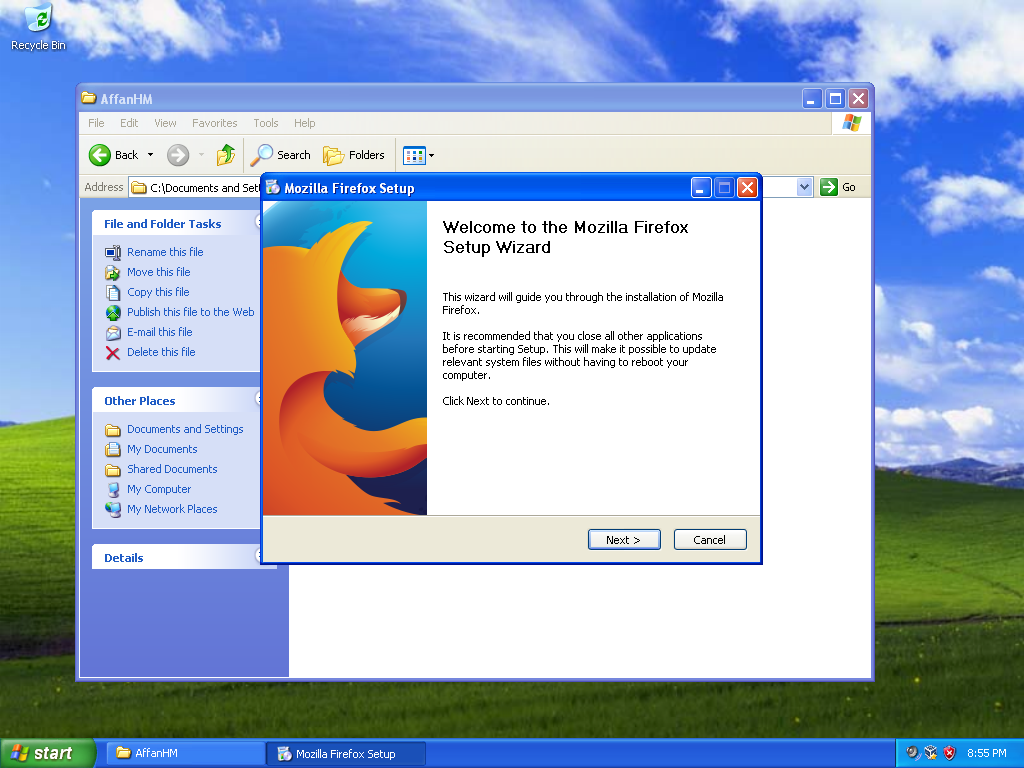 Recycle Bin
AffanHM
File Edit View Favorites Tools Help
Back Search Folders
Address C:\Documents and Set Go
Mozilla Firefox Setup
File and Folder Tasks
Rename this file
Move this file
Copy this file
Publish this file to the Web
E-mail this file
Delete this file
Other Places
Documents and Settings
My Documents
Shared Documents
My Computer
My Network Places
Details
Welcome to the Mozilla Firefox
Setup Wizard
This wizard will guide you through the installation of Mozilla
Firefox.
It is recommended that you close all other applications
before starting Setup. This will make it possible to update
relevant system files without having to reboot your
computer.
Click Next to continue.
Next > Cancel
start AffanHM Mozilla Firefox Setup 8:55 PM